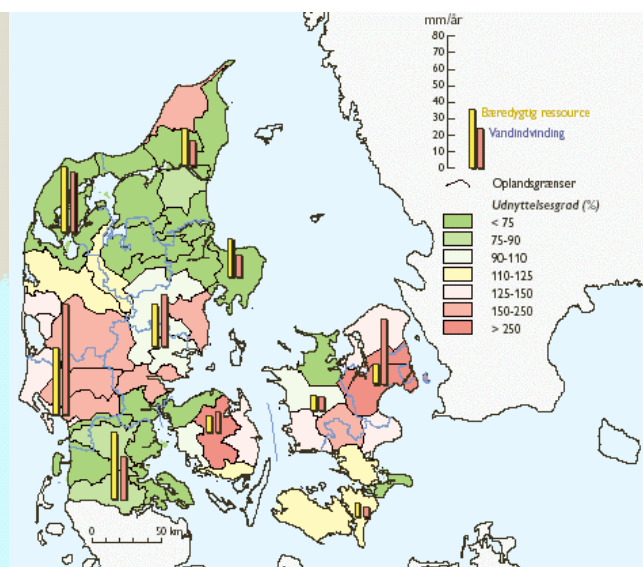 mm/år
80
70
60
50
40
30
20
10
0
Bæredygtig ressource
Vandindvinding
Oplandsgrænser
Udnyttelsesgrad (%)
< 75
75-90
90-110
110-125
125-150
150-250
> 250
0 50 km